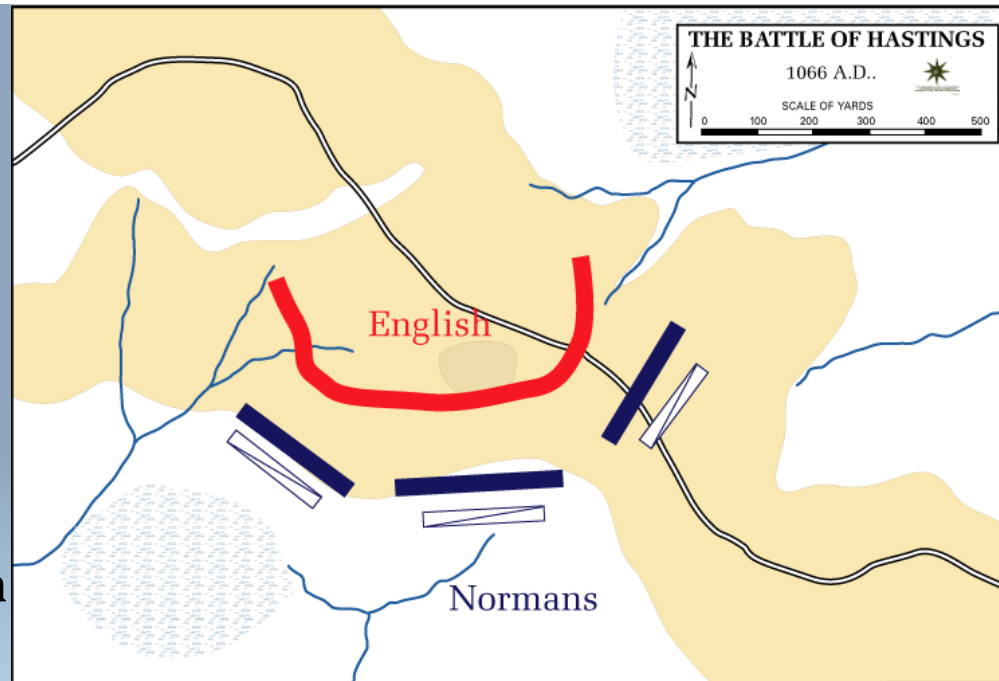 THE BATTLE OF HASTINGS
1066 A.D..
N
SCALE OF YARDS
0 100 200 300 400 500
English
Normans